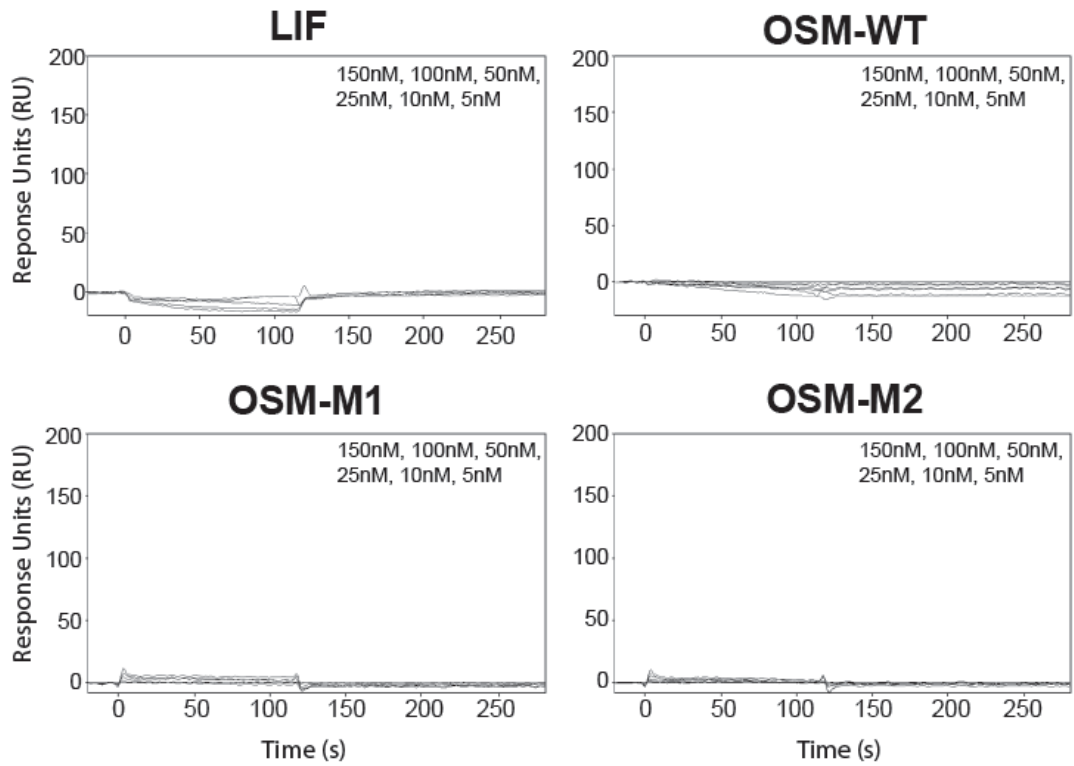 LIF
200
150
100
50
0
0 50 100 150 200 250
150nM, 100nM, 50nM,
25nM, 10nM, 5nM
Reponse Units (RU)
OSM-WT
200
150
100
50
0
0 50 100 150 200 250
150nM, 100nM, 50nM,
25nM, 10nM, 5nM
OSM-M1
200
150
100
50
0
0 50 100 150 200 250
150nM, 100nM, 50nM,
25nM, 10nM, 5nM
Response Units (RU)
Time (s)
OSM-M2
200
150
100
50
0
0 50 100 150 200 250
150nM, 100nM, 50nM,
25nM, 10nM, 5nM
Time (s)